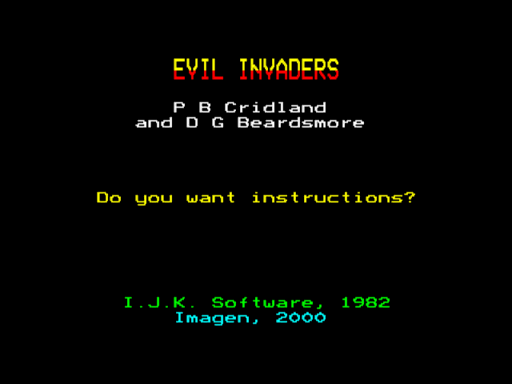 EVIL INVADERS
P B Cridland
and D G Beardsmore
Do you want instructions?
I.J.K. Software, 1982
Imagen, 2000